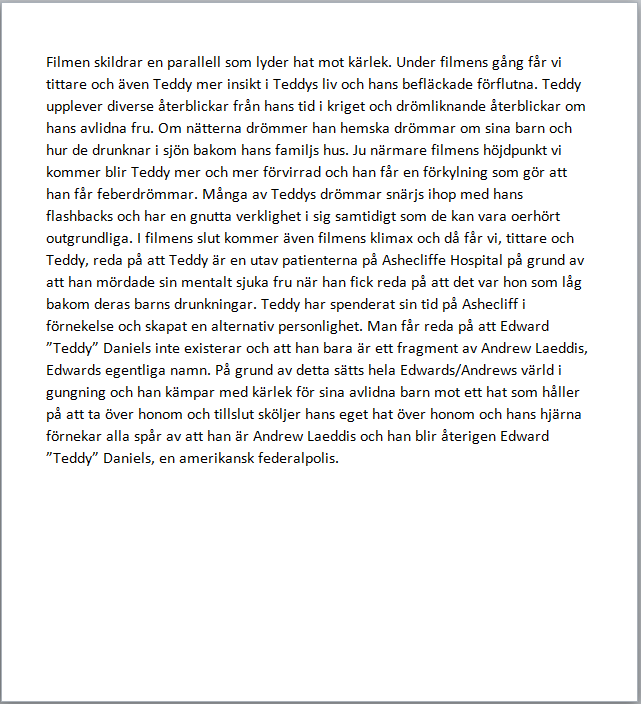 Filmen skildrar en parallell som lyder hat mot kärlek. Under filmens gång får vi
tittare och även Teddy mer insikt i Teddys liv och hans befläckade förflutna. Teddy
upplever diverse återblickar från hans tid i kriget och drömliknande återblickar om
hans avlidna fru. Om nätterna drömmer han hemska drömmar om sina barn och
hur de drunknar i sjön bakom hans familjs hus. Ju närmare filmens höjdpunkt vi
kommer blir Teddy mer och mer förvirrad och han får en förkylning som gör att
han får feberdrömmar. Många av Teddys drömmar snärjs ihop med hans
flashbacks och har en gnutta verklighet i sig samtidigt som de kan vara oerhört
outgrundliga. I filmens slut kommer även filmens klimax och då får vi, tittare och
Teddy, reda på att Teddy är en utav patienterna på Ashecliffe Hospital på grund av
att han mördade sin mentalt sjuka fru när han fick reda på att det var hon som låg
bakom deras barns drunkningar. Teddy har spenderat sin tid på Ashecliff i
förnekelse och skapat en alternativ personlighet. Man får reda på att Edward
”Teddy” Daniels inte existerar och att han bara är ett fragment av Andrew Laeddis,
Edwards egentliga namn. På grund av detta sätts hela Edwards/Andrews värld i
gungning och han kämpar med kärlek för sina avlidna barn mot ett hat som håller
på att ta över honom och tillslut sköljer hans eget hat över honom och hans hjärna
förnekar alla spår av att han är Andrew Laeddis och han blir återigen Edward
”Teddy” Daniels, en amerikansk federalpolis.